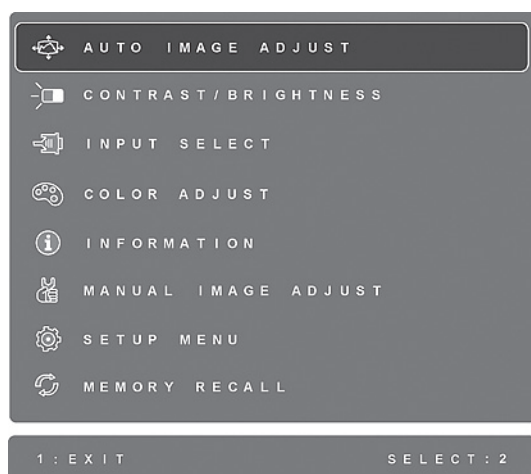 AUTO IMAGE ADJUST
CONTRAST/BRIGHTNESS
INPUT SELECT
COLOR ADJUST
INFORMATION
MANUAL IMAGE ADJUST
SETUP MENU
MEMORY RECALL
1:EXIT SELECT:2